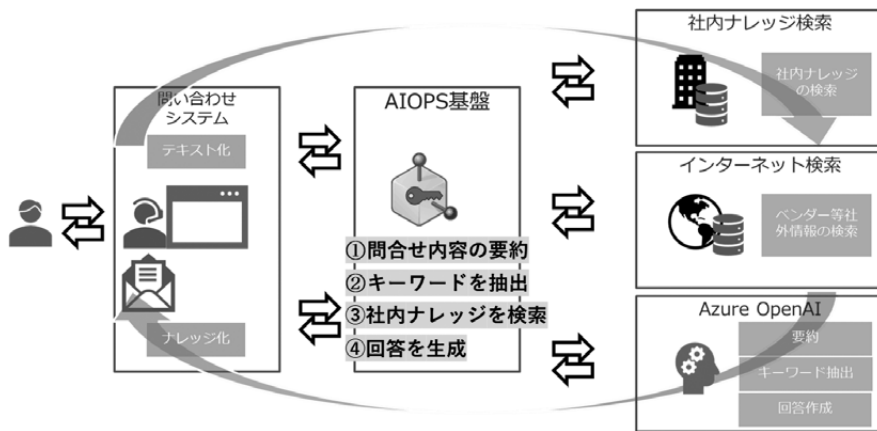 問い合わせ
システム
テキスト化
ナレッジ化
AIOPS基盤
①問合せ内容の要約
②キーワードを抽出
③社内ナレッジを検索
④回答を生成
社内ナレッジ検索
社内ナレッジ
の検索
インターネット検索
ベンダー等社
外情報の検索
Azure OpenAI
要約
キーワード抽出
回答作成